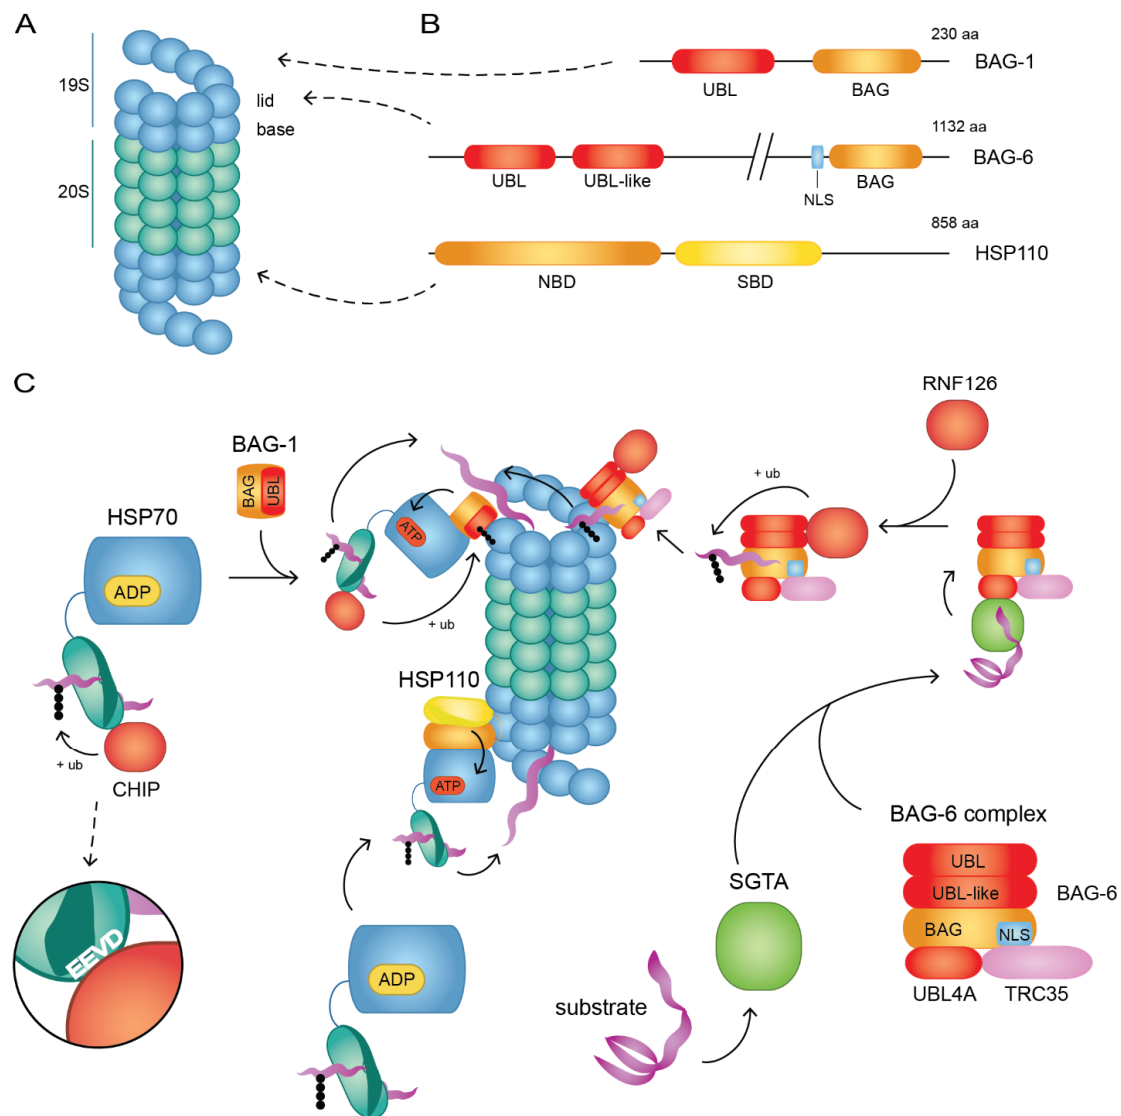 A
19S
20S
lid
base
B
230 aa
BAG-1
UBL
BAG
1132 aa
BAG-6
UBL
UBL-like
NLS
BAG
858 aa
HSP110
NBD
SBD
C
RNF126
BAG-1
BAG
UBL
HSP70
ADP
ATP
+ ub
+ ub
HSP110
ATP
+ ub
CHIP
EEVD
ADP
SGTA
substrate
BAG-6 complex
UBL
UBL-like
BAG-6
BAG
NLS
UBL4A
TRC35